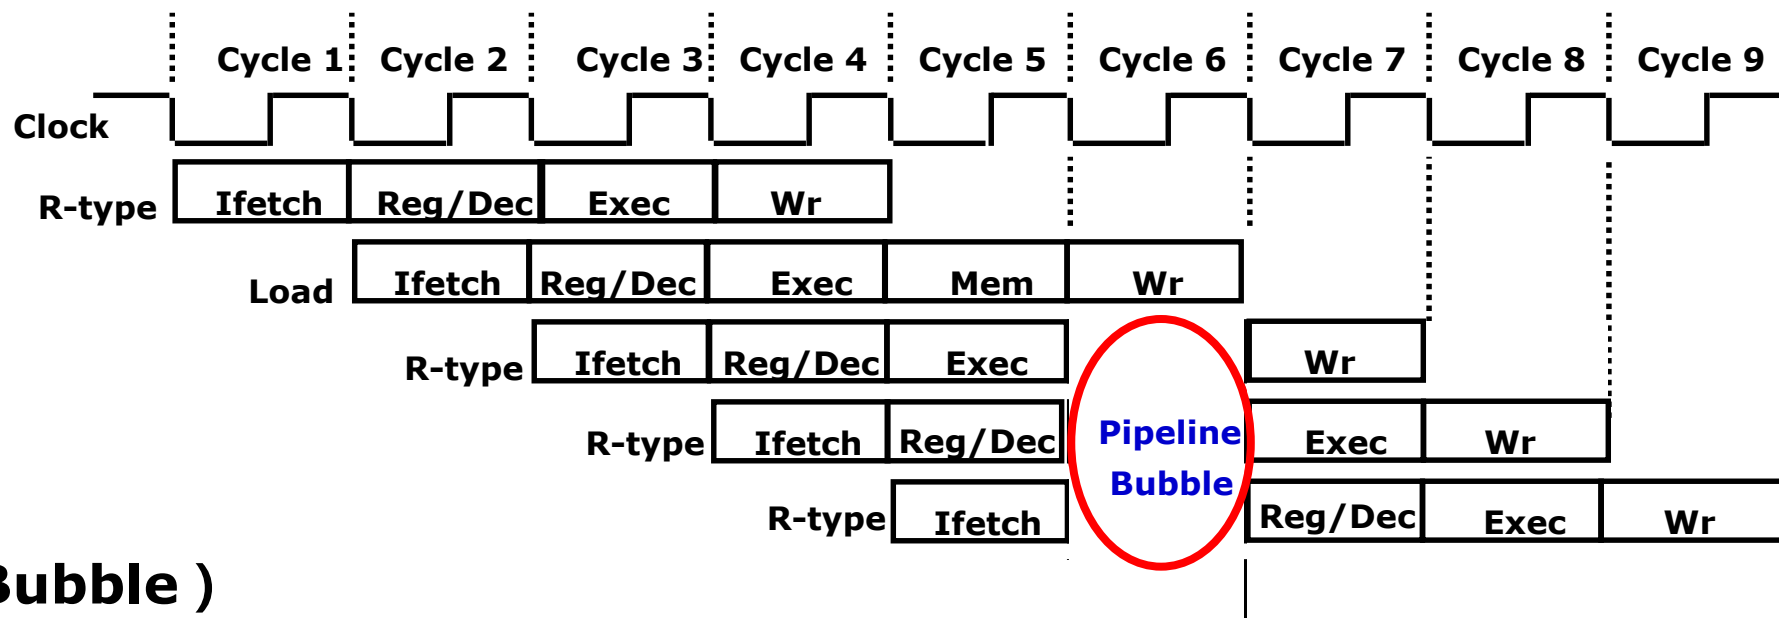 Cycle 1 Cycle 2 Cycle 3 Cycle 4 Cycle 5 Cycle 6 Cycle 7 Cycle 8 Cycle 9
Clock
R-type Ifetch Reg/Dec Exec Wr
Load Ifetch Reg/Dec Exec Mem Wr
R-type Ifetch Reg/Dec Exec Wr
R-type Ifetch Reg/Dec Pipeline Exec Wr
Bubble
R-type Ifetch Reg/Dec Exec Wr
Bubble )